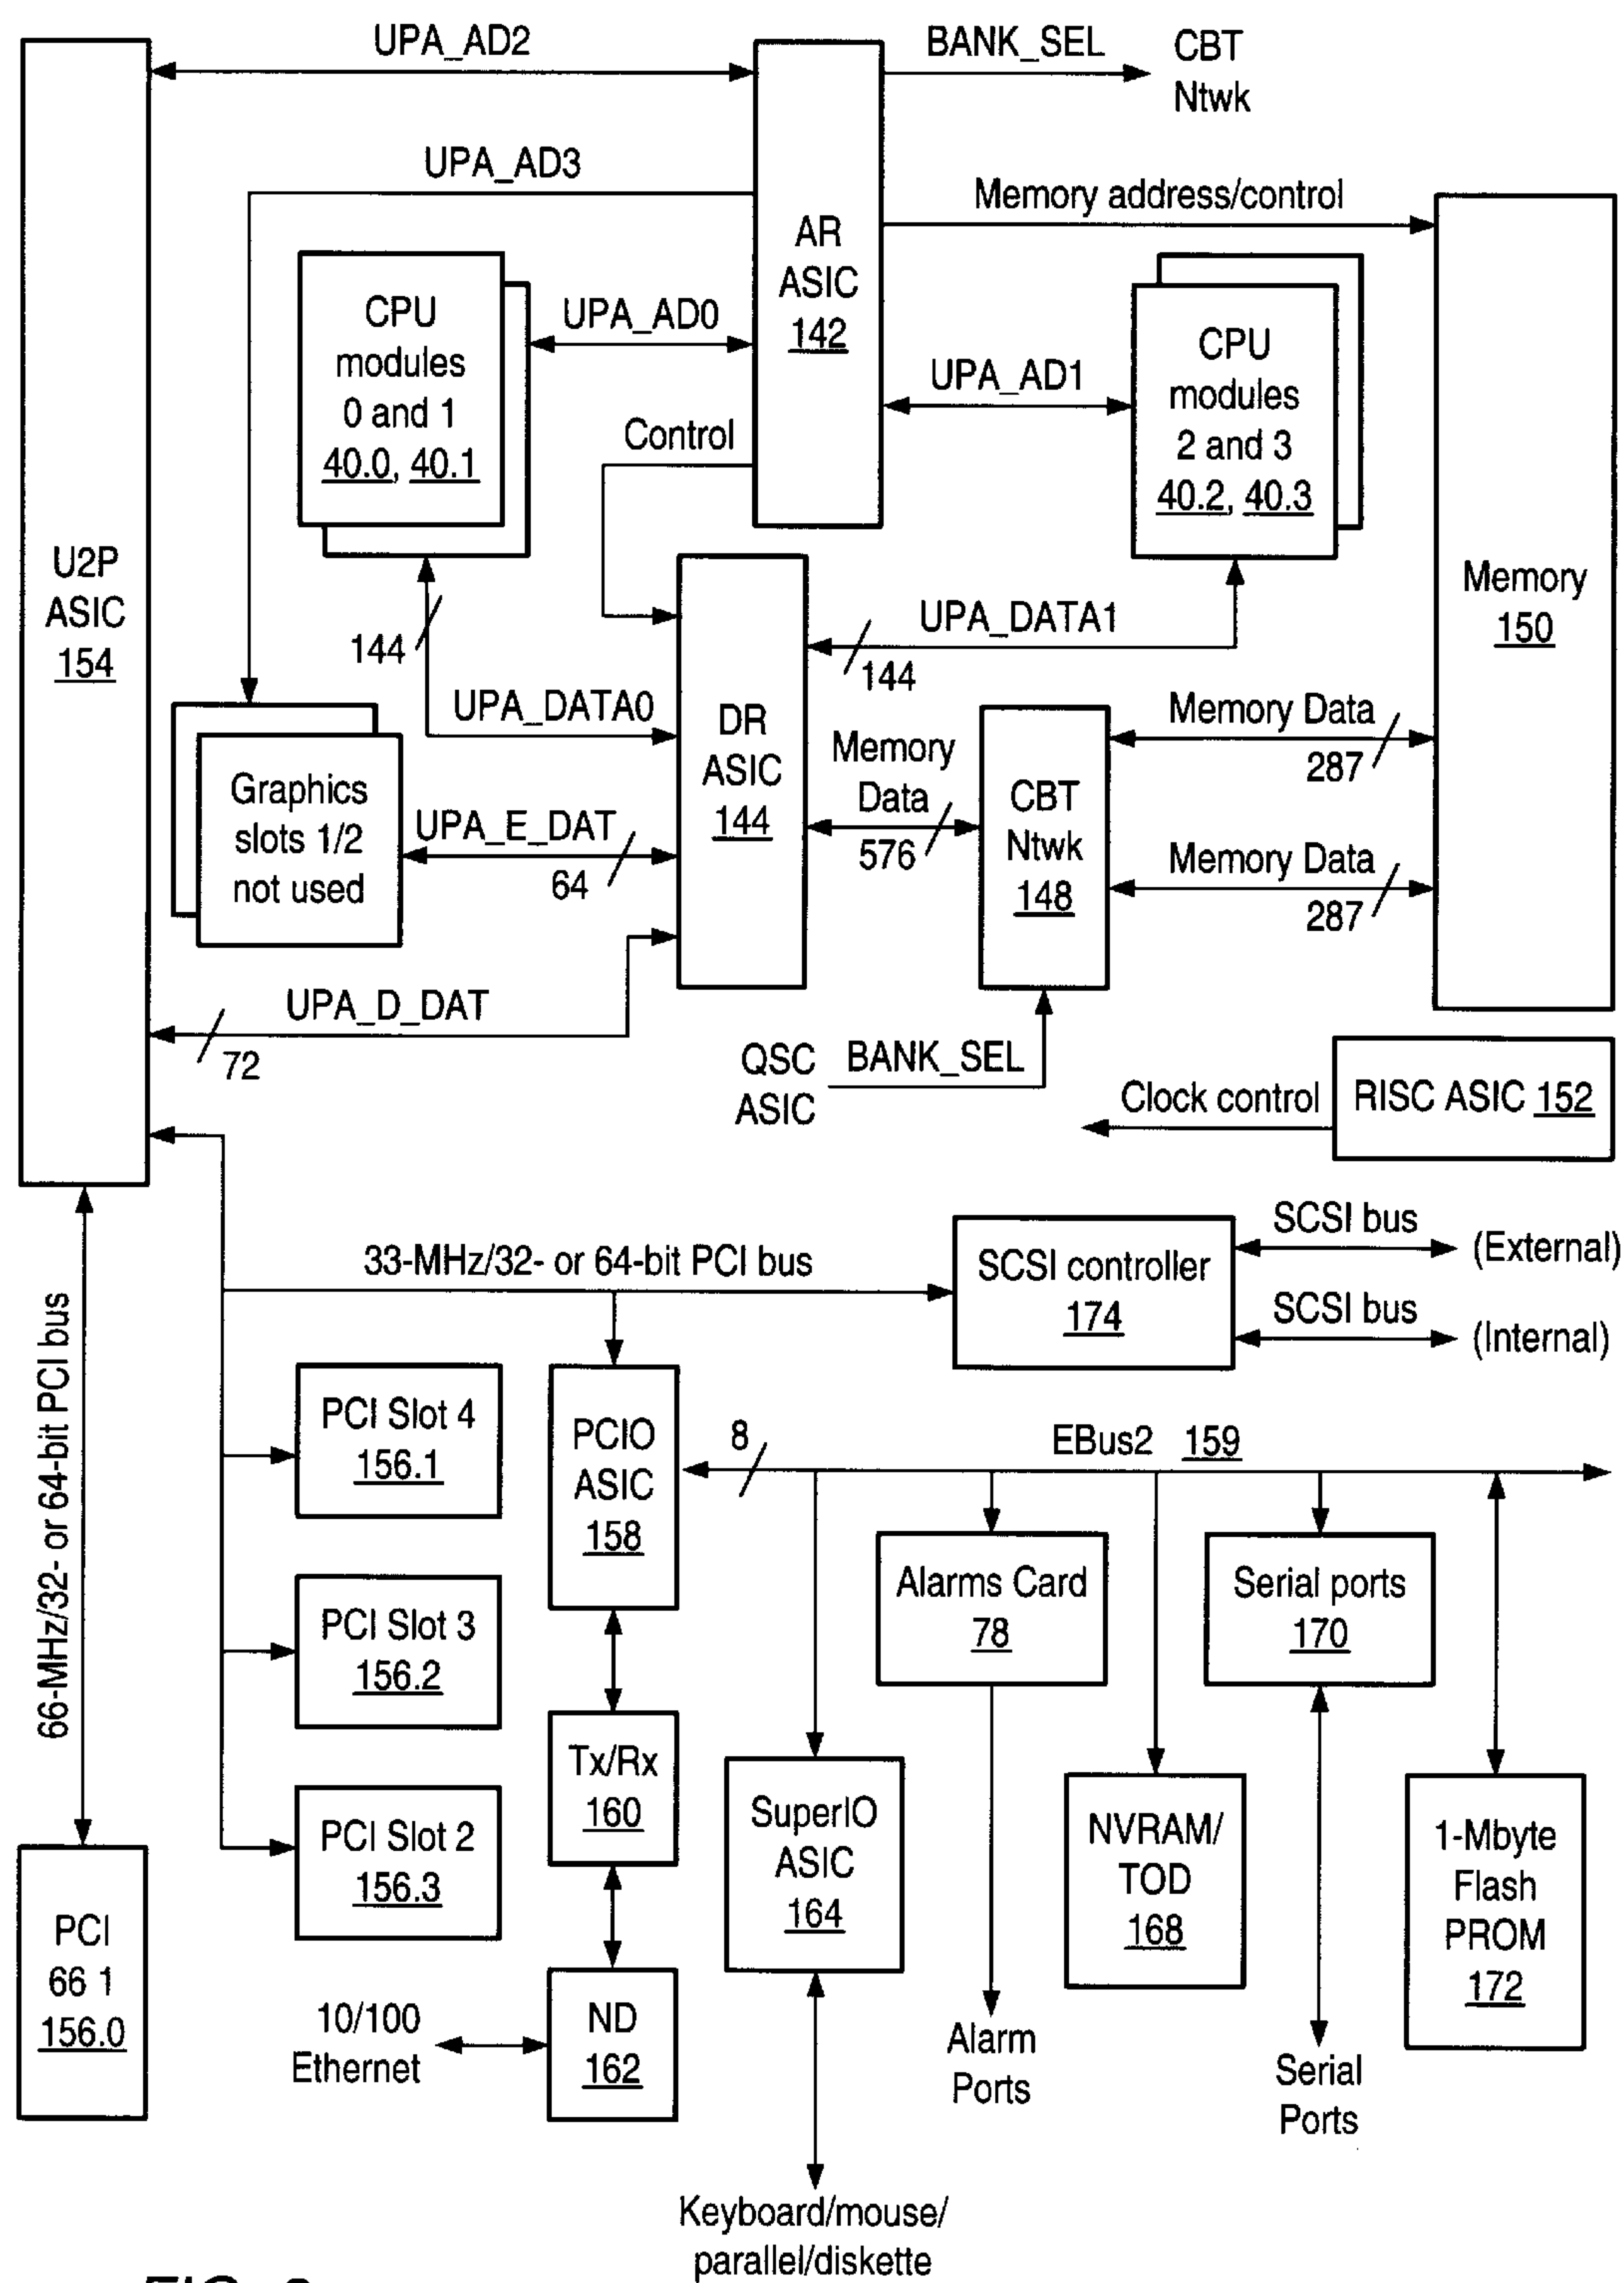 UPA_AD2
BANK_SEL
CBT
Ntwk
UPA_AD3
Memory address/control
AR
ASIC
142
CPU
modules
0 and 1
40.0, 40.1
UPA_AD0
UPA_AD1
CPU
modules
2 and 3
40.2, 40.3
Control
U2P
ASIC
154
Memory
150
144
UPA_DATA1
144
UPA_DATA0
DR
ASIC
144
Memory
Data
576
CBT
Ntwk
148
Memory Data
287
Memory Data
287
Graphics
slots 1/2
not used
UPA_E_DAT
64
UPA_D_DAT
72
QSC
ASIC
BANK_SEL
Clock control
RISC ASIC 152
33-MHz/32- or 64-bit PCI bus
SCSI controller
174
SCSI bus
(External)
SCSI bus
(Internal)
66-MHz/32- or 64-bit PCI bus
PCI Slot 4
156.1
PCIO
ASIC
158
8
EBus2 159
PCI Slot 3
156.2
Alarms Card
78
Serial ports
170
Tx/Rx
160
PCI Slot 2
156.3
SuperIO
ASIC
164
NVRAM/
TOD
168
1-Mbyte
Flash
PROM
172
PCI
66 1
156.0
10/100
Ethernet
ND
162
Alarm
Ports
Serial
Ports
Keyboard/mouse/
parallel/diskette